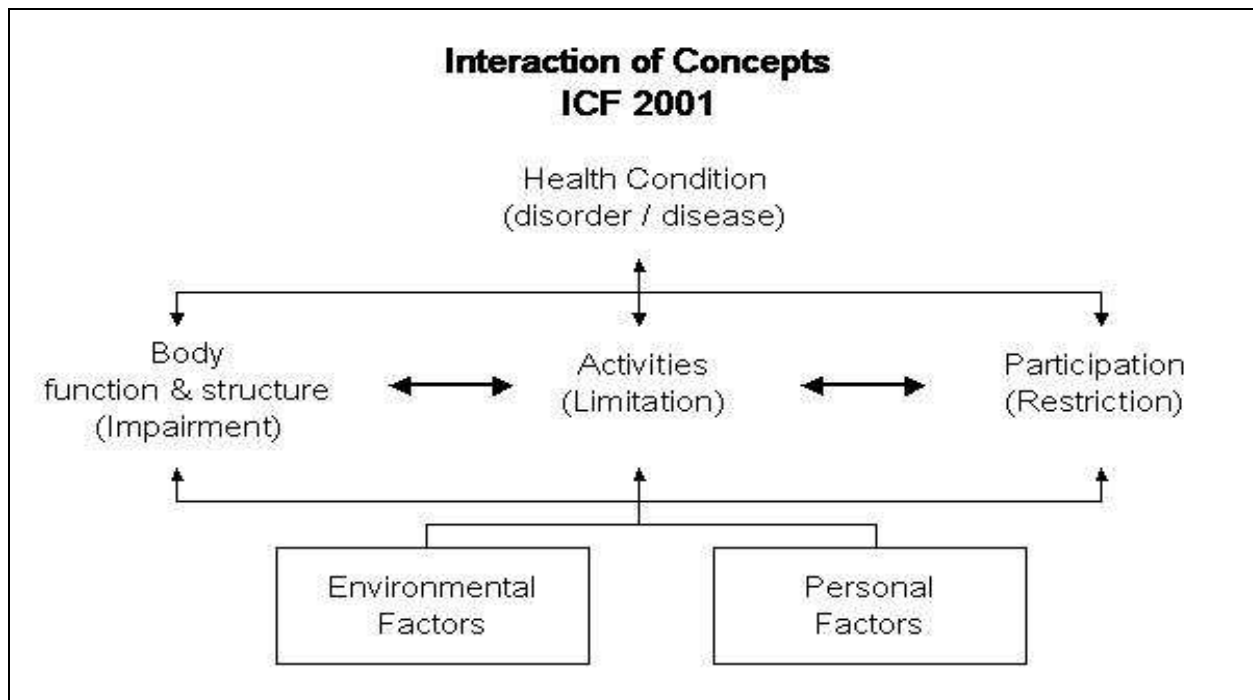 Interaction of Concepts
ICF 2001
Health Condition
(disorder / disease)
Body
function & structure
(Impairment)
Activities
(Limitation)
Participation
(Restriction)
Environmental
Factors
Personal
Factors